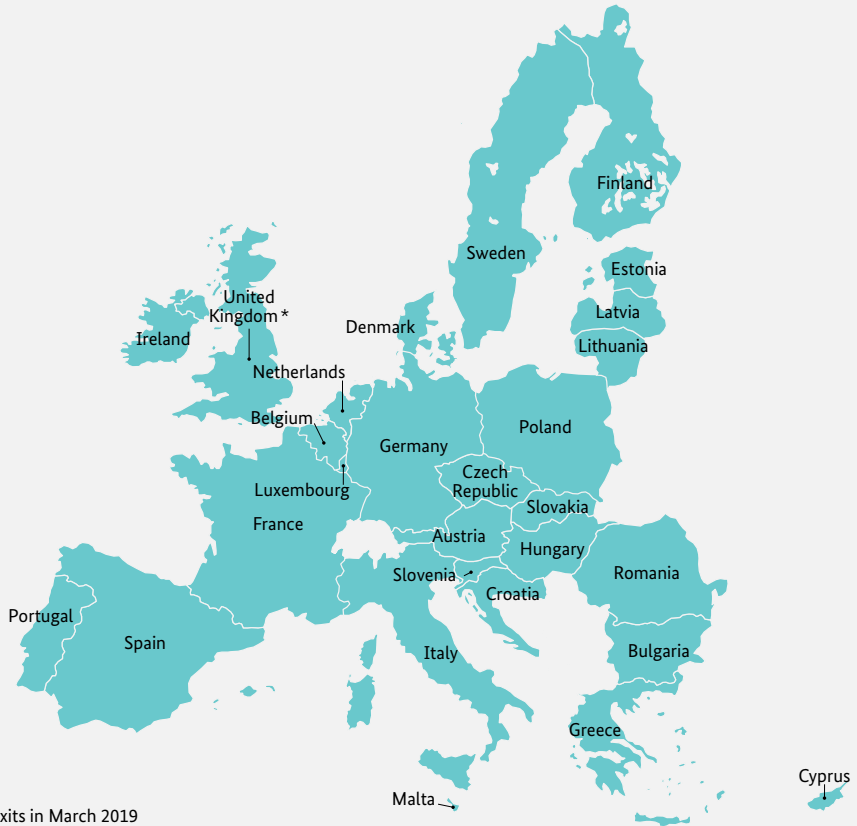 Finland
Sweden
Estonia
United
Kingdom *
Latvia
Denmark
Ireland
Lithuania
Netherlands
Belgium
Poland
Germany
Czech
Republic
Luxembourg
Slovakia
France
Austria
Hungary
Slovenia
Romania
Croatia
Portugal
Spain
Italy
Bulgaria
Greece
Cyprus
Malta
xits in March 2019